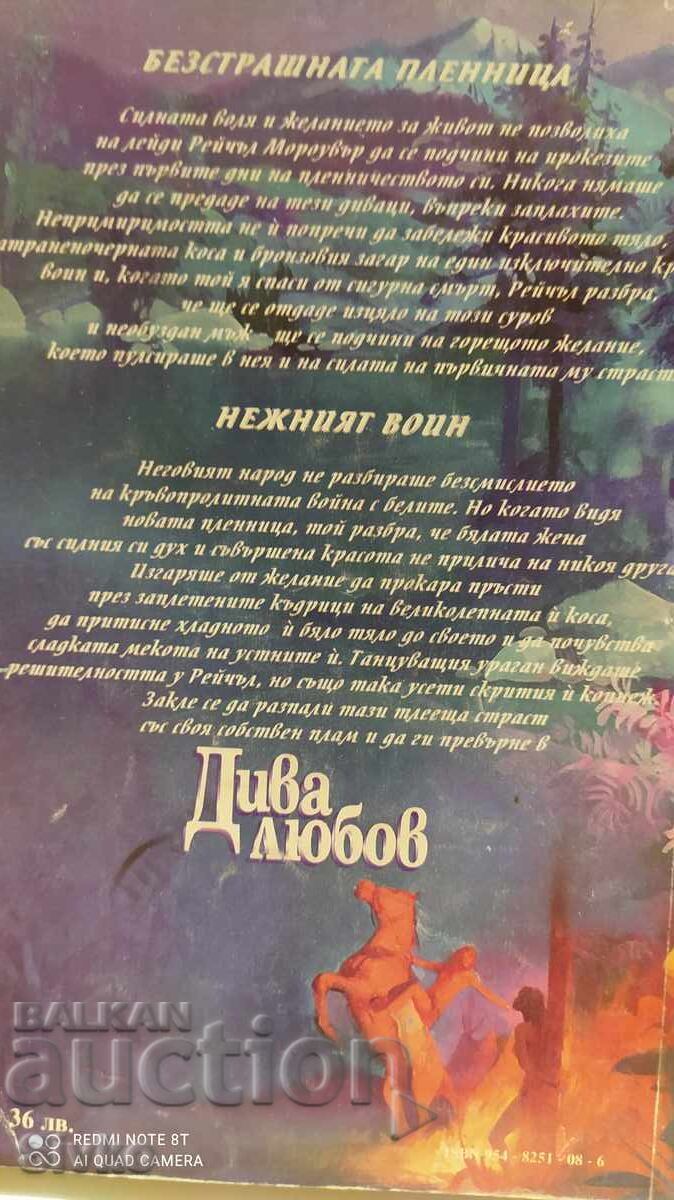 БЕЗСТРАШНАТА ПЛЕННИЦА
Силната воля и желанието за живот не позволиха
на лейди Рейчъл Мороувър да се подчини на ирокезите
през първите дни на пленничеството си. Никога нямаше
да се предаде на тези диваци, въпреки заплахите.
Непримиримостта не ѝ попречи да забележи красивото тяло,
атраненочерната коса и бронзовия загар на един изключително кр
воин и, когато той я спаси от сигурна смърт, Рейчъл разбра,
че ще се отдаде изцяло на този суров
и необуздан мъж ще се подчини на горещото желание,
което пулсираше в нея и на силата на първичната му страст
НЕЖНИЯТ ВОИН
Неговият народ не разбираше безсмислието
на кръвопролитната война с белите. Но когато видя
новата пленница, той разбра, че бялата жена
със силния си дух и съвършена красота не прилича на никоя друга
Изгаряше от желание да прокара пръсти
през заплетените къдрици на великолепната ѝ коса,
да притисне хладното ѝ бяло тяло до своето и да почувства
сладката мекота на устните ѝ. Танцуващия ураган виждаше
решителността у Рейчъл, но също така усети скрития ѝ копнеж.
Закле се да разпали тази тлееща страст
със своя собствен плам и да ги превърне в
Дива
любов
BALKAN
auction
36 лв.
REDMI NOTE 8T
AI QUAD CAMERA
ISBN 954 - 8251 - 08 - 6